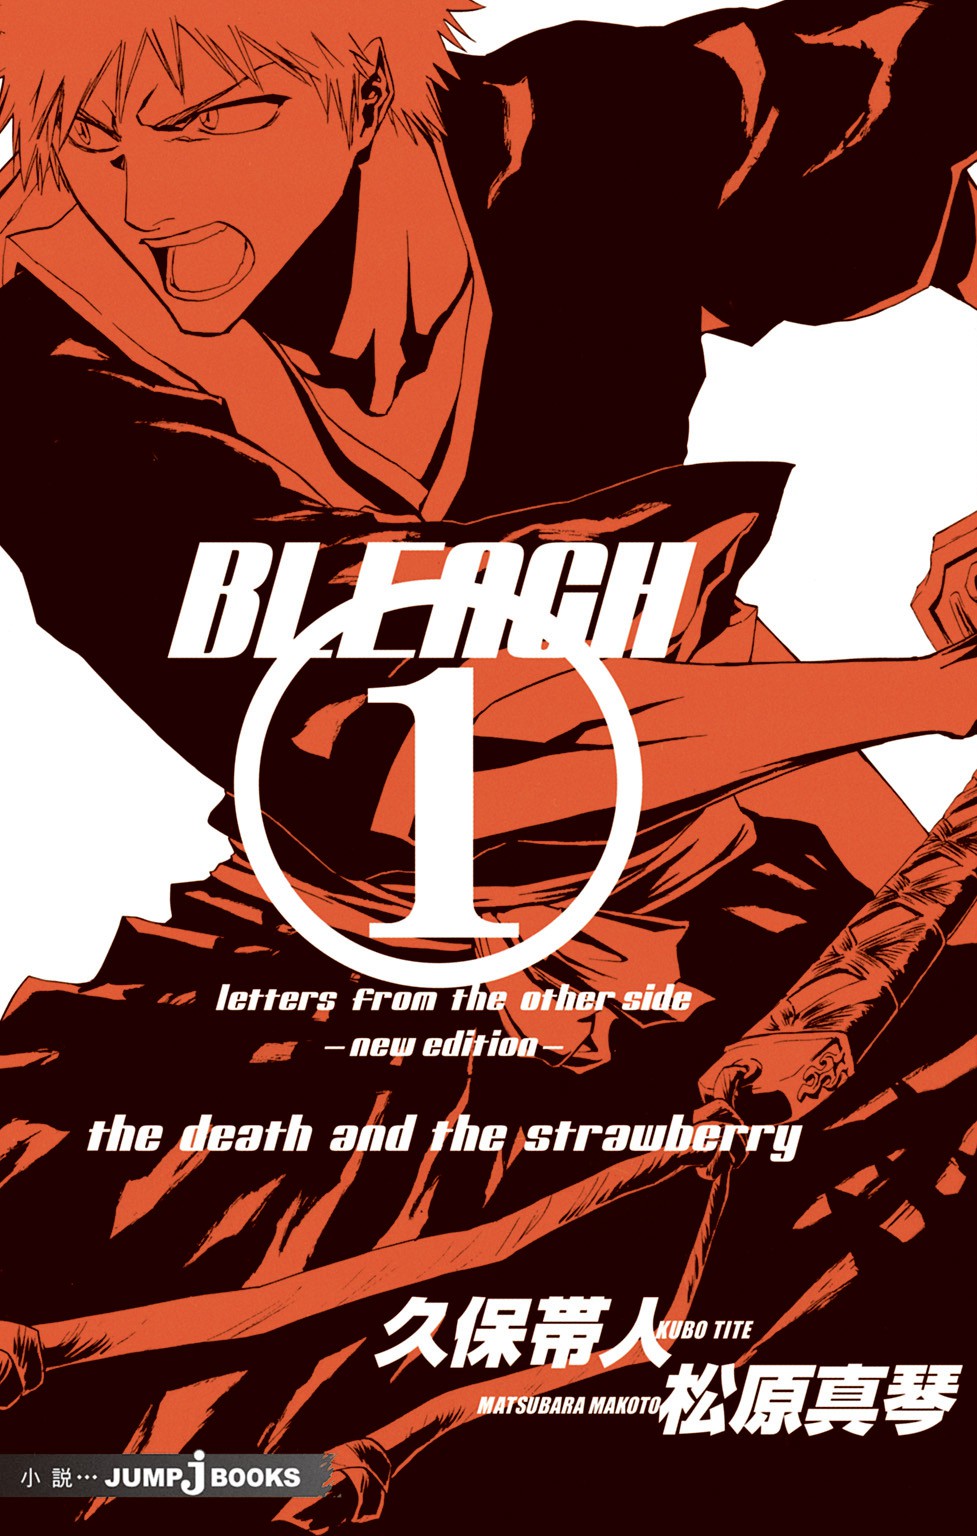 BLEACH
1
letters from the other side
–new edition–
the death and the strawberry
久保帯人 KUBO TITE
MATSUBARA MAKOTO 松原真琴
小説… JUMP j BOOKS